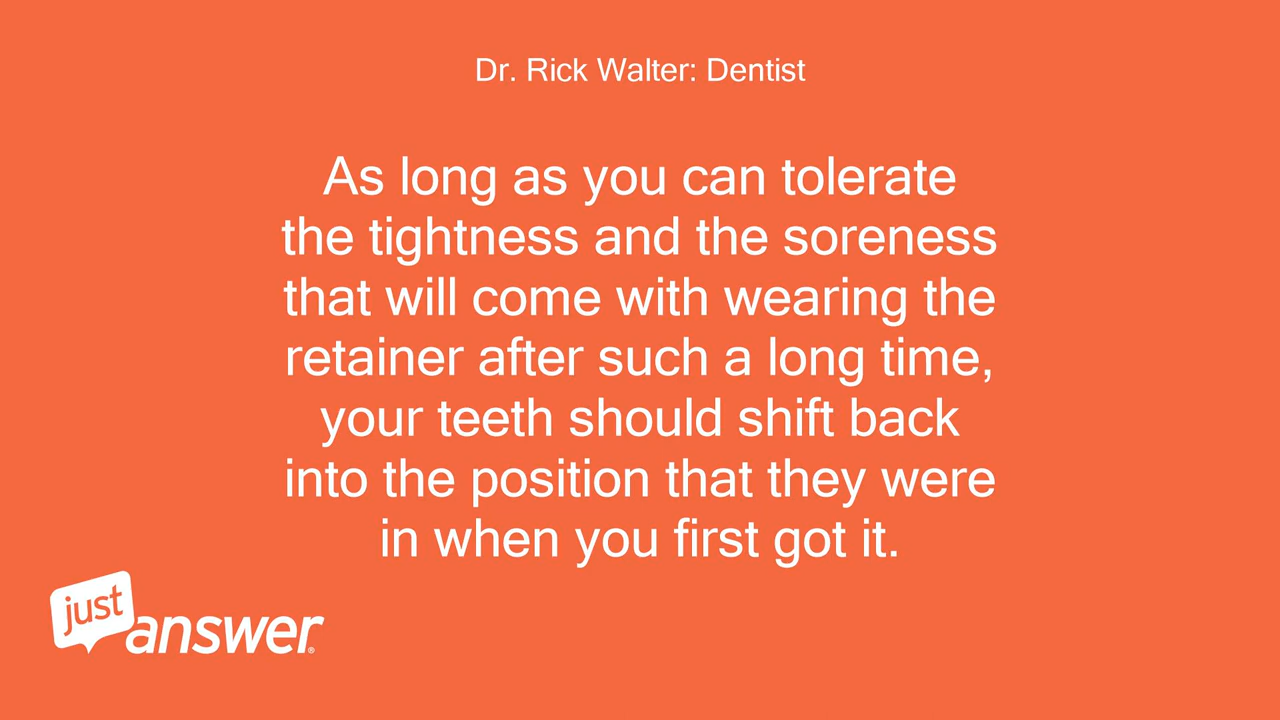 Dr. Rick Walter: Dentist
As long as you can tolerate
the tightness and the soreness
that will come with wearing the
retainer after such a long time,
your teeth should shift back
into the position that they were
in when you first got it.
just
answer®